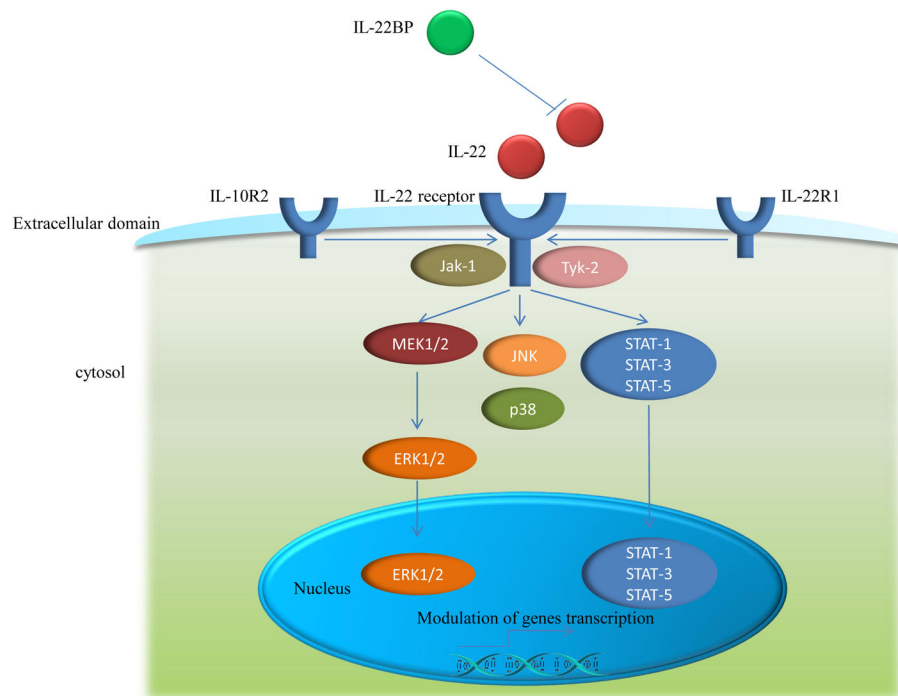 IL-22BP
IL-22
IL-10R2
IL-22 receptor
IL-22R1
Extracellular domain
Jak-1
Tyk-2
MEK1/2
JNK
STAT-1
STAT-3
STAT-5
cytosol
p38
ERK1/2
ERK1/2
STAT-1
STAT-3
STAT-5
Nucleus
Modulation of genes transcription